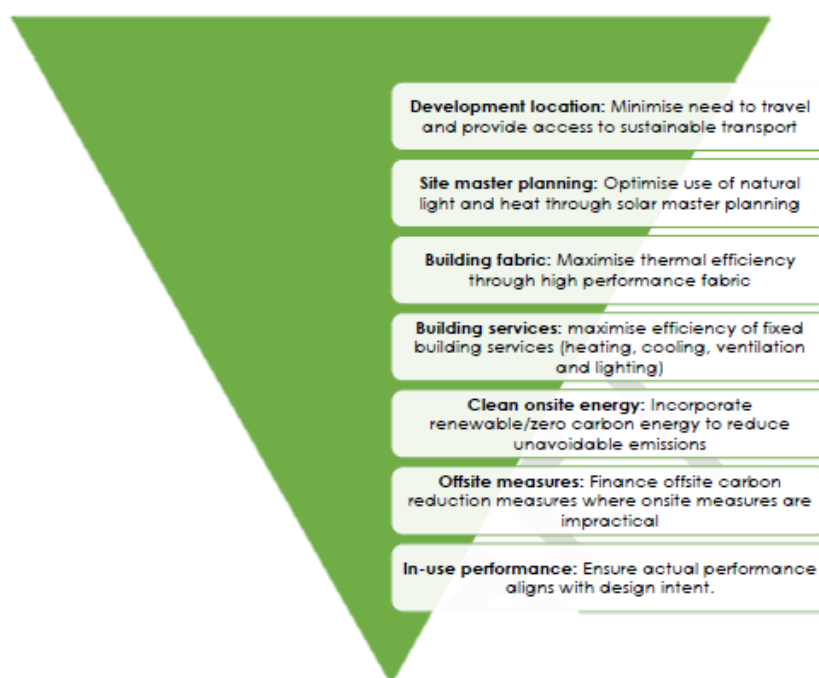 Development location: Minimise need to travel
and provide access to sustainable transport
Site master planning: Optimise use of natural
light and heat through solar master planning
Building fabric: Maximise thermal efficiency
through high performance fabric
Building services: maximise efficiency of fixed
building services (heating, cooling, ventilation
and lighting)
Clean onsite energy: Incorporate
renewable/zero carbon energy to reduce
unavoidable emissions
Offsite measures: Finance offsite carbon
reduction measures where onsite measures are
impractical
In-use performance: Ensure actual performance
aligns with design intent.